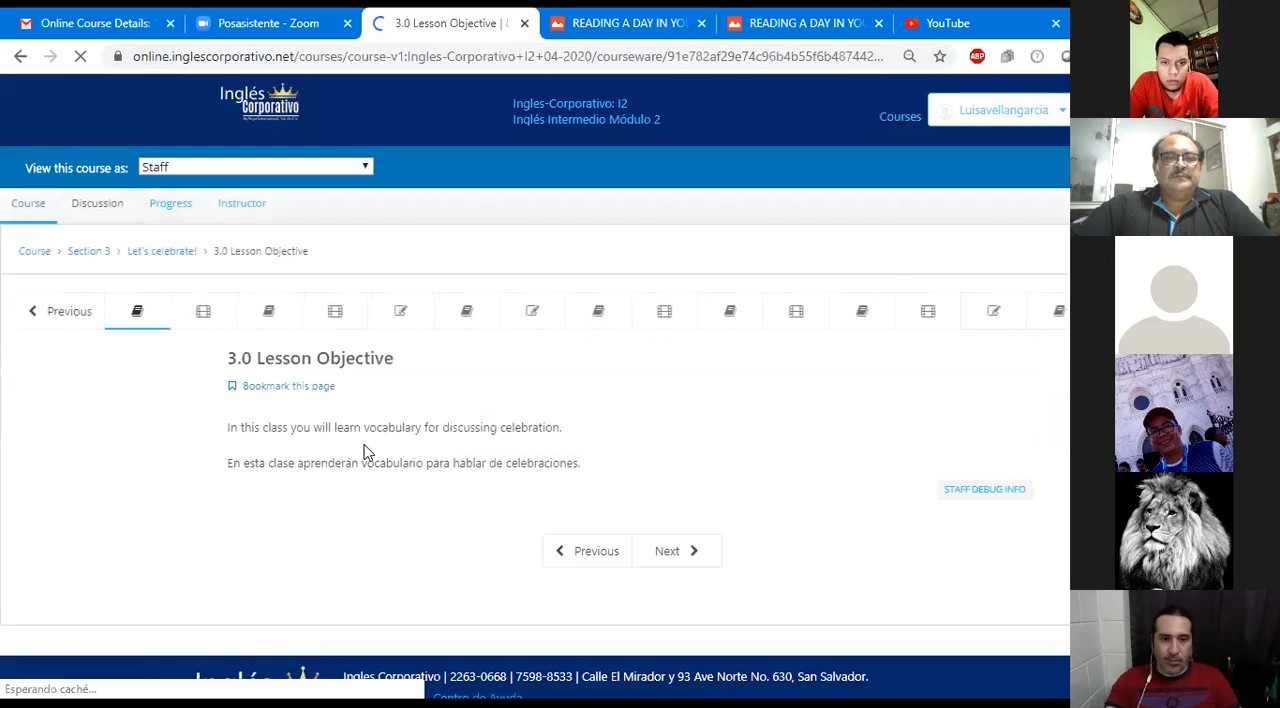 Online Course Details:
Posasistente - Zoom
3.0 Lesson Objective |
READING A DAY IN YO
READING A DAY IN YO
YouTube
online.inglescorporativo.net/courses/course-v1:Ingles-Corporativo+I2+04-2020/courseware/91e782af29e74c96b4b55f6b487442...
ABP
Inglés
Corporativo
Ingles-Corporativo: I2
Inglés Intermedio Módulo 2
Courses
Luisavellangarcia
View this course as:
Staff
Course
Discussion
Progress
Instructor
Course > Section 3 > Let's celebrate! > 3.0 Lesson Objective
Previous
3.0 Lesson Objective
Bookmark this page
In this class you will learn vocabulary for discussing celebration.
En esta clase aprenderán vocabulario para hablar de celebraciones.
STAFF DEBUG INFO
Previous
Next
Ingles Corporativo | 2263-0668 | 7598-8533 | Calle El Mirador y 93 Ave Norte No. 630, San Salvador.
Centro de Ayuda
Esperando caché...